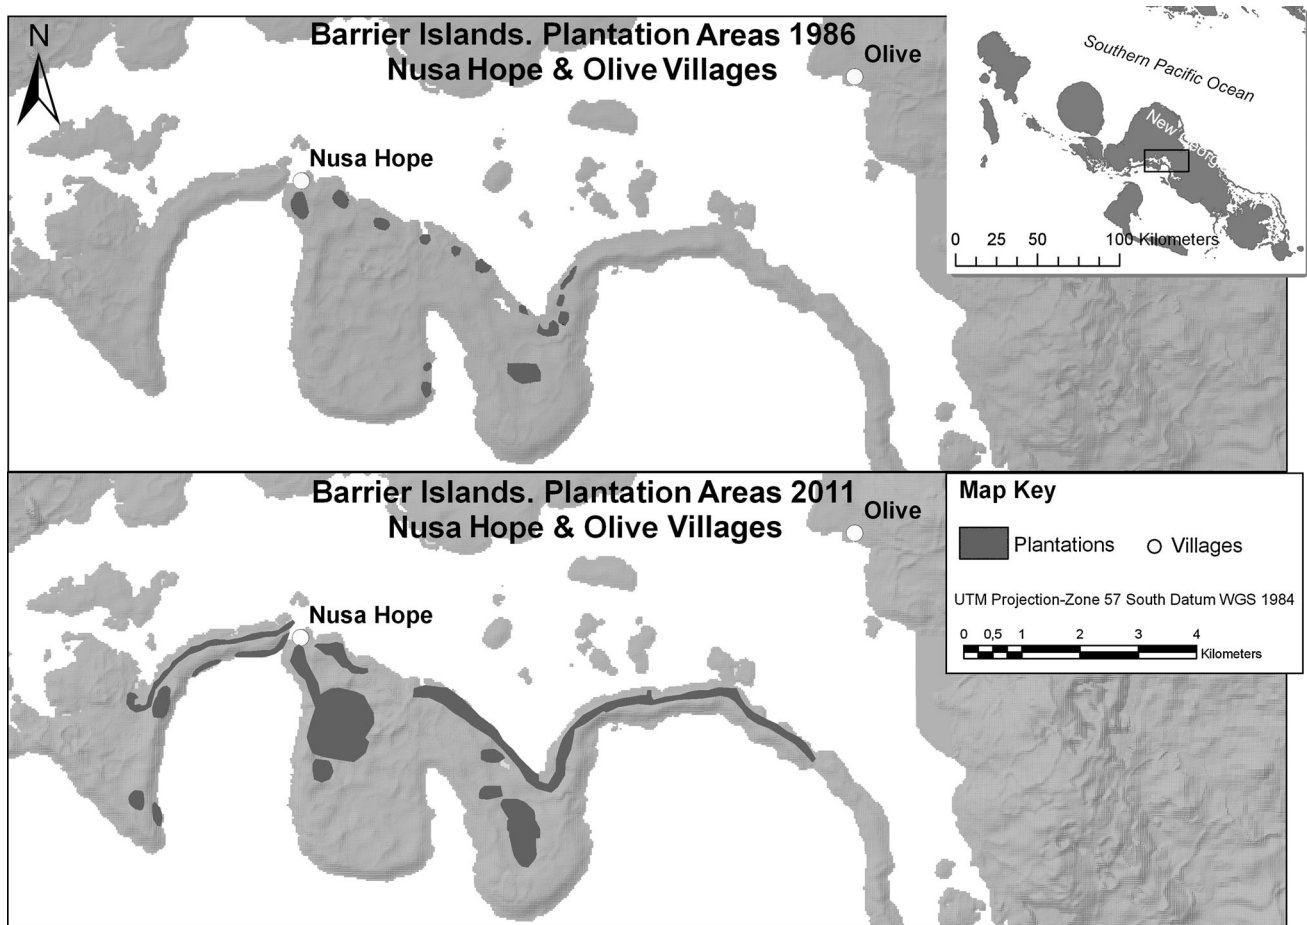 N
Barrier Islands. Plantation Areas 1986
Nusa Hope & Olive Villages
Olive
Nusa Hope
Southern Pacific Ocean
New Georg
0 25 50 100 Kilometers
Barrier Islands. Plantation Areas 2011
Nusa Hope & Olive Villages
Olive
Nusa Hope
Map Key
Plantations
Villages
UTM Projection-Zone 57 South Datum WGS 1984
0 0,5 1 2 3 4
Kilometers